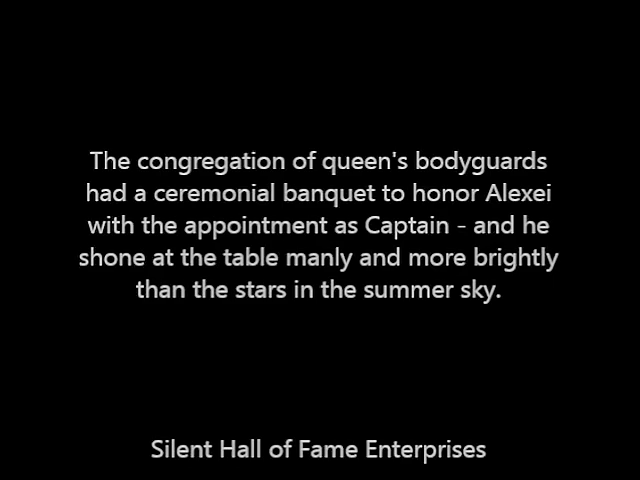 The congregation of queen's bodyguards
had a ceremonial banquet to honor Alexei
with the appointment as Captain - and he
shone at the table manly and more brightly
than the stars in the summer sky.
Silent Hall of Fame Enterprises